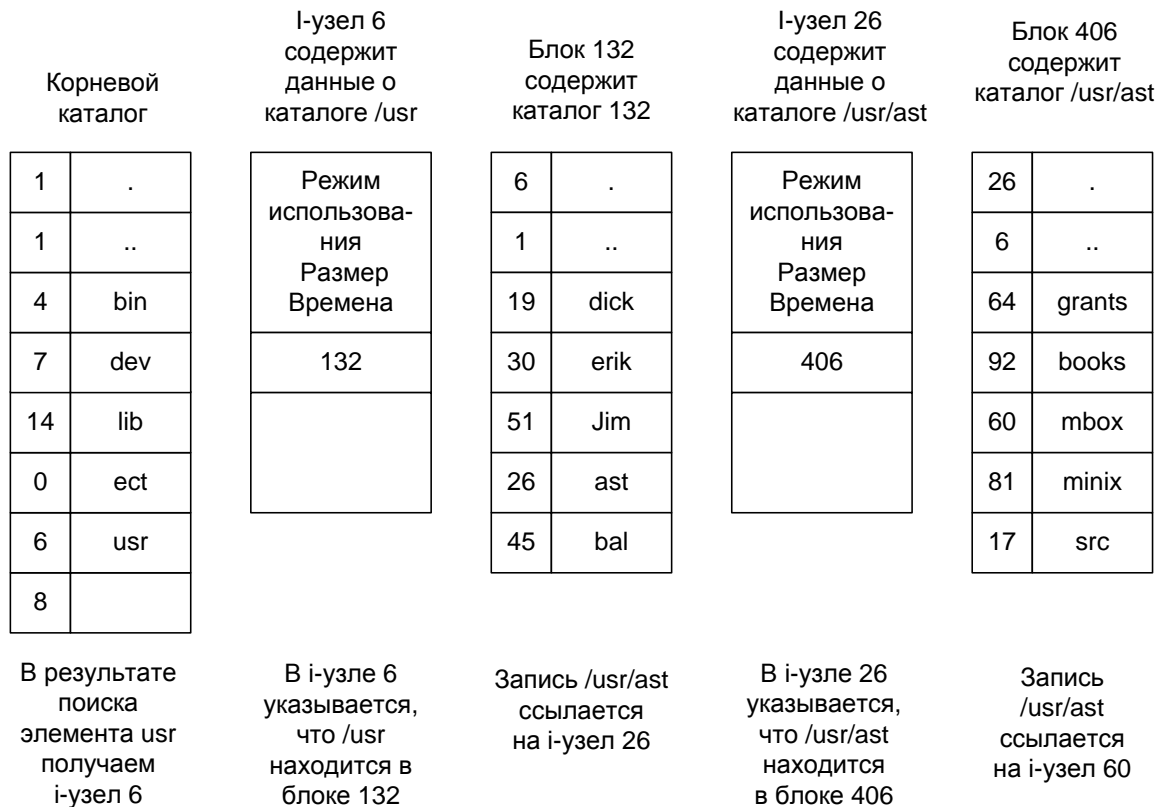 Корневой
каталог
I-узел 6
содержит
данные о
каталоге /usr
Блок 132
содержит
каталог 132
I-узел 26
содержит
данные о
каталоге /usr/ast
Блок 406
содержит
каталог /usr/ast
1 .
1 ..
4 bin
7 dev
14 lib
0 ect
6 usr
8
Режим
использова-
ния
Размер
Времена
132
6 .
1 ..
19 dick
30 erik
51 Jim
26 ast
45 bal
Режим
использова-
ния
Размер
Времена
406
26 .
6 ..
64 grants
92 books
60 mbox
81 minix
17 src
В результате
поиска
элемента usr
получаем
i-узел 6
В i-узле 6
указывается,
что /usr
находится в
блоке 132
Запись /usr/ast
ссылается
на i-узел 26
В i-узле 26
указывается,
что /usr/ast
находится
в блоке 406
Запись
/usr/ast
ссылается
на i-узел 60